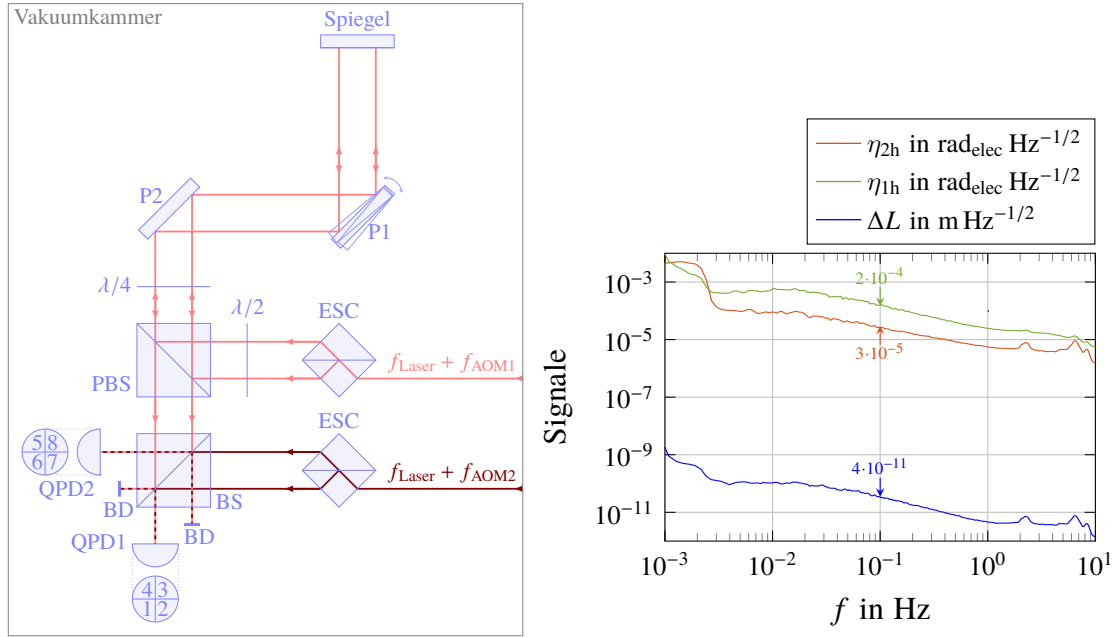 Vakuumkammer
Spiegel
P2
P1
λ/4
λ/2
ESC
f_Laser + f_AOM1
PBS
ESC
5 8
6 7
f_Laser + f_AOM2
QPD2
BD
BS
QPD1
BD
4 3
1 2
η_2h in rad_elec Hz^−1/2
η_1h in rad_elec Hz^−1/2
ΔL in m Hz^−1/2
10^−3
10^−5
10^−7
10^−9
10^−11
2·10^−4
3·10^−5
4·10^−11
Signale
10^−3 10^−2 10^−1 10^0 10^1
f in Hz